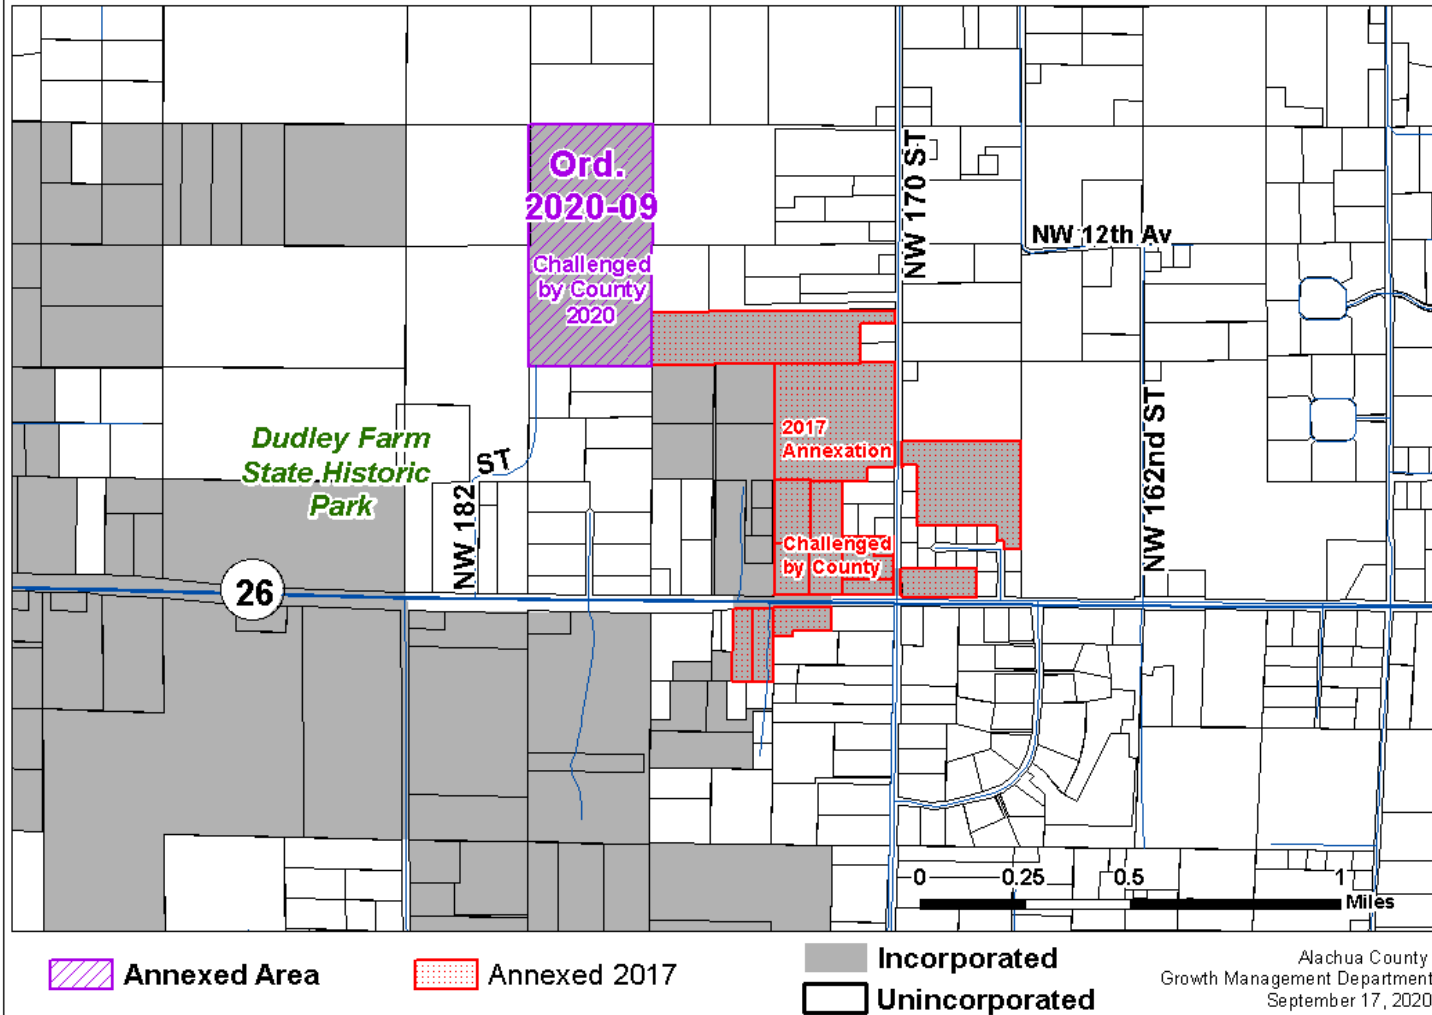 Ord.
2020-09
Challenged
by County
2020
NW 170 ST
NW 12th Av
2017
Annexation
Dudley Farm
State Historic
Park
NW 182 ST
NW 162nd ST
Challenged
by County
26
0 0.25 0.5 1
Miles
Annexed Area
Annexed 2017
Incorporated
Unincorporated
Alachua County
Growth Management Department
September 17, 2020